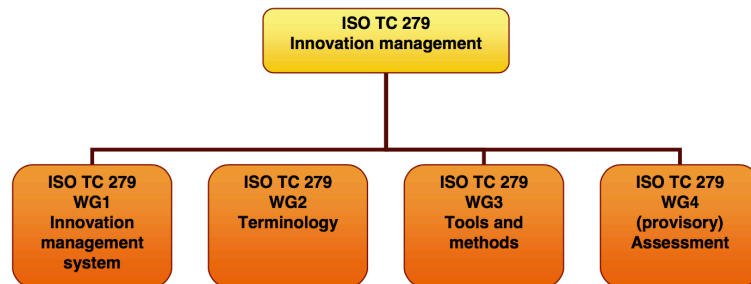 ISO TC 279
Innovation management
ISO TC 279
WG1
Innovation
management
system
ISO TC 279
WG2
Terminology
ISO TC 279
WG3
Tools and
methods
ISO TC 279
WG4
(provisory)
Assessment